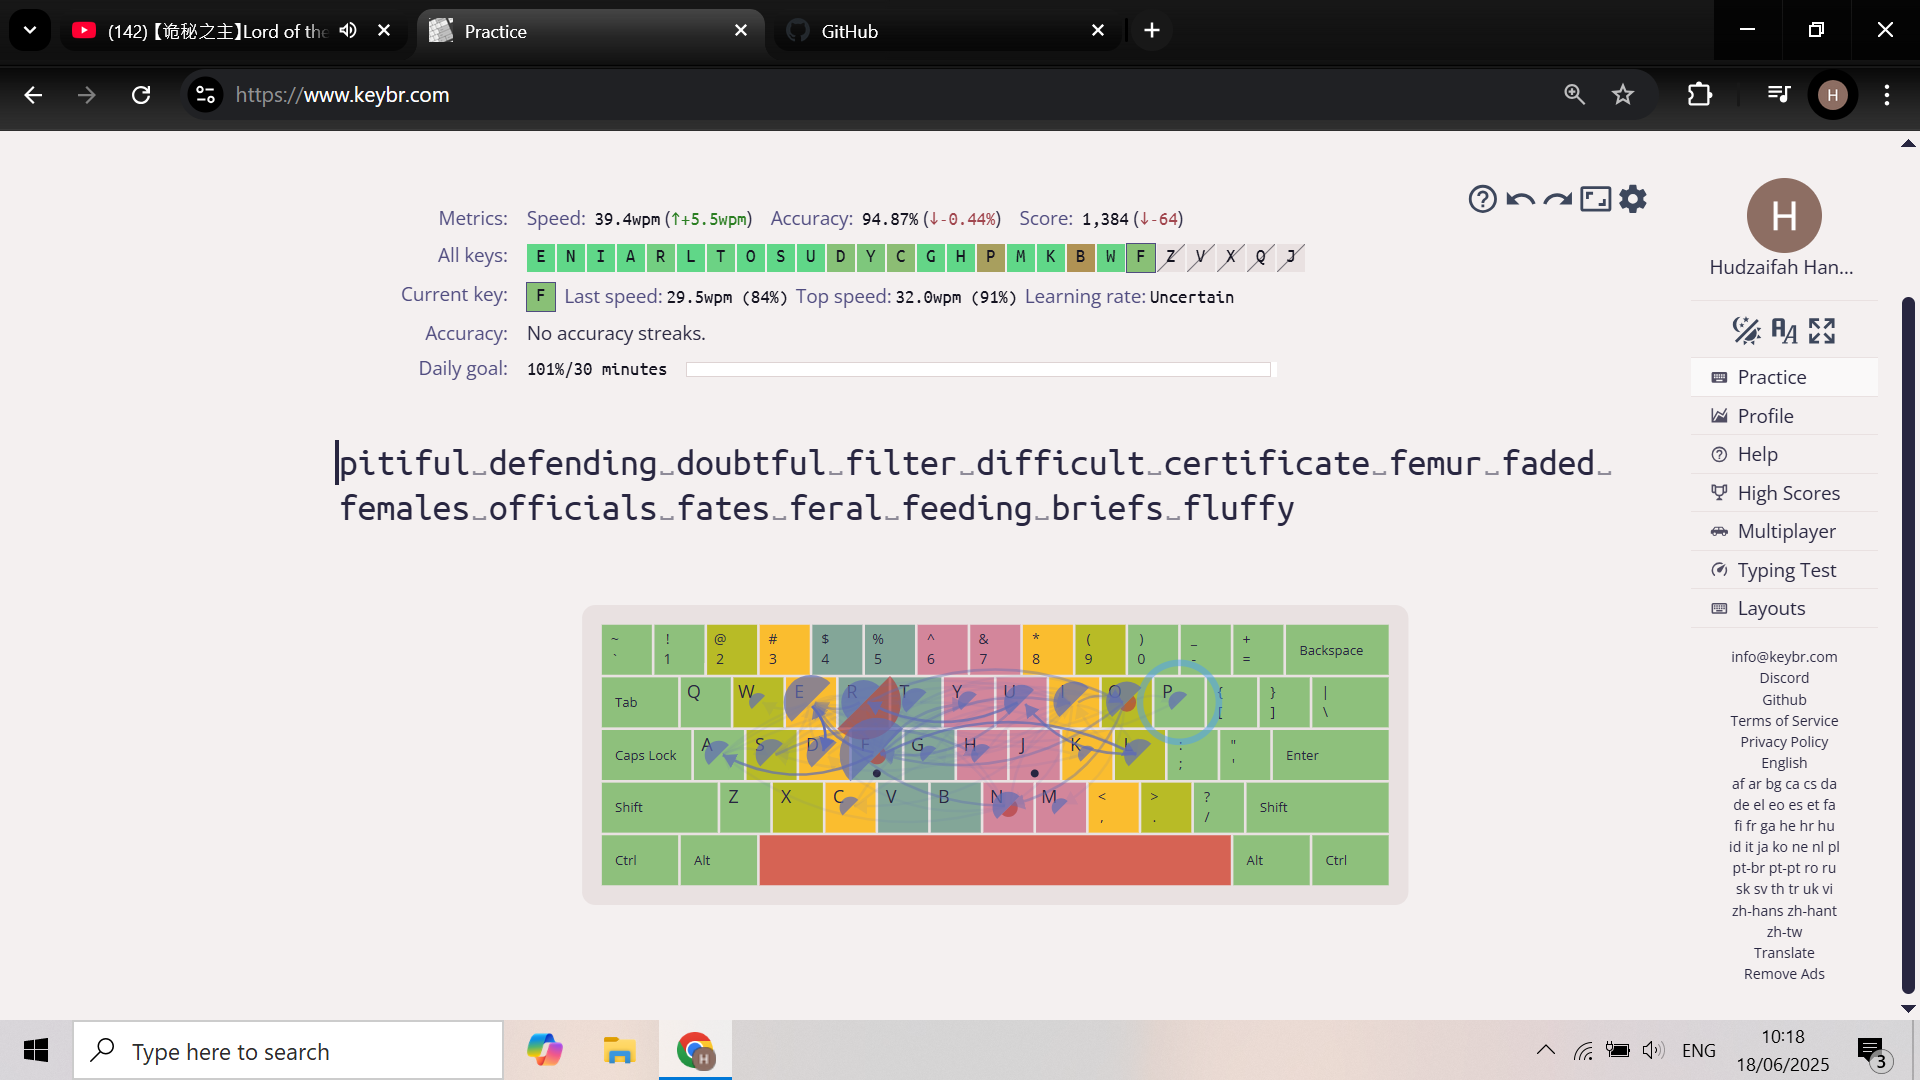 (142)【诡秘之主】Lord of the
Practice
GitHub
https://www.keybr.com
H
Metrics: Speed: 39.4wpm (↑+5.5wpm) Accuracy: 94.87% (↓-0.44%) Score: 1,384 (↓-64)
All keys: E N I A R L T O S U D Y C G H P M K B W F Z V X Q J
Current key: F Last speed: 29.5wpm (84%) Top speed: 32.0wpm (91%) Learning rate: Uncertain
Accuracy: No accuracy streaks.
Daily goal: 101%/30 minutes
pitiful␣defending␣doubtful␣filter␣difficult␣certificate␣femur␣faded␣
females␣officials␣fates␣feral␣feeding␣briefs␣fluffy
~ ! @ # $ % ^ & * ( ) _ +
` 1 2 3 4 5 6 7 8 9 0 - = Backspace
Tab Q W E R T Y U I O P { } |
[ ] \
Caps Lock A S D F G H J K L : " Enter
; '
Shift Z X C V B N M < > ? Shift
, . /
Ctrl Alt Alt Ctrl
H
Hudzaifah Han...
Practice
Profile
Help
High Scores
Multiplayer
Typing Test
Layouts
info@keybr.com
Discord
Github
Terms of Service
Privacy Policy
English
af ar bg ca cs da
de el eo es et fa
fi fr ga he hr hu
id it ja ko ne nl pl
pt-br pt-pt ro ru
sk sv th tr uk vi
zh-hans zh-hant
zh-tw
Translate
Remove Ads
Type here to search
H
ENG
10:18
18/06/2025
3